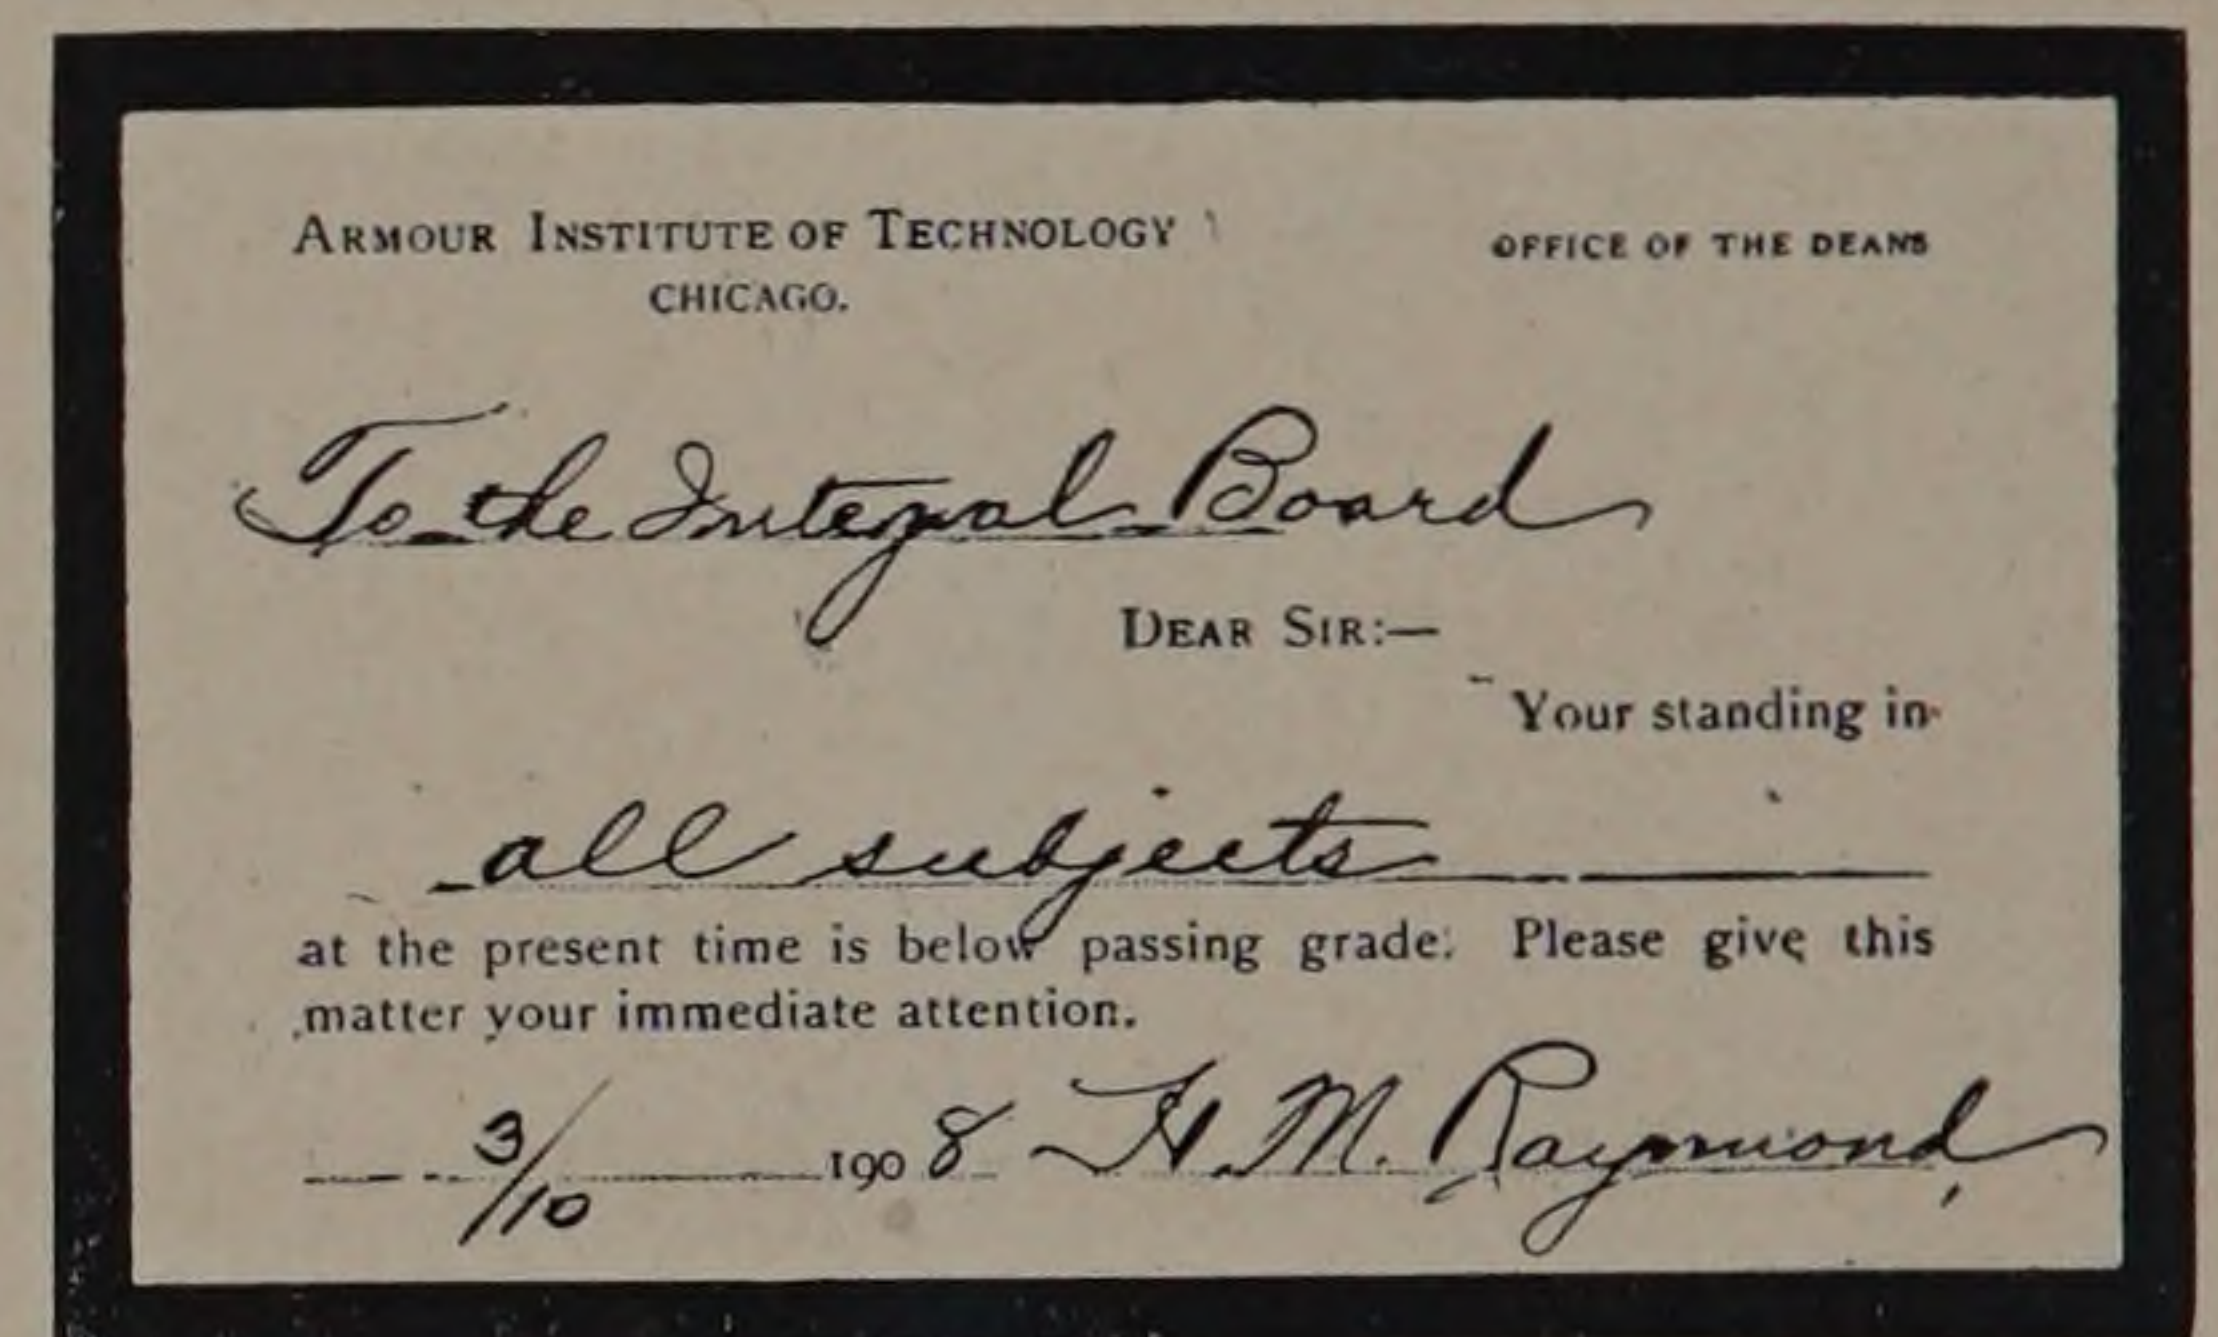 ARMOUR INSTITUTE OF TECHNOLOGY OFFICE OF THE DEANS
CHICAGO.
To the Integral Board
DEAR SIR:—
Your standing in
all subjects
at the present time is below passing grade. Please give this
matter your immediate attention.
3/10 1908 H. M. Raymond,